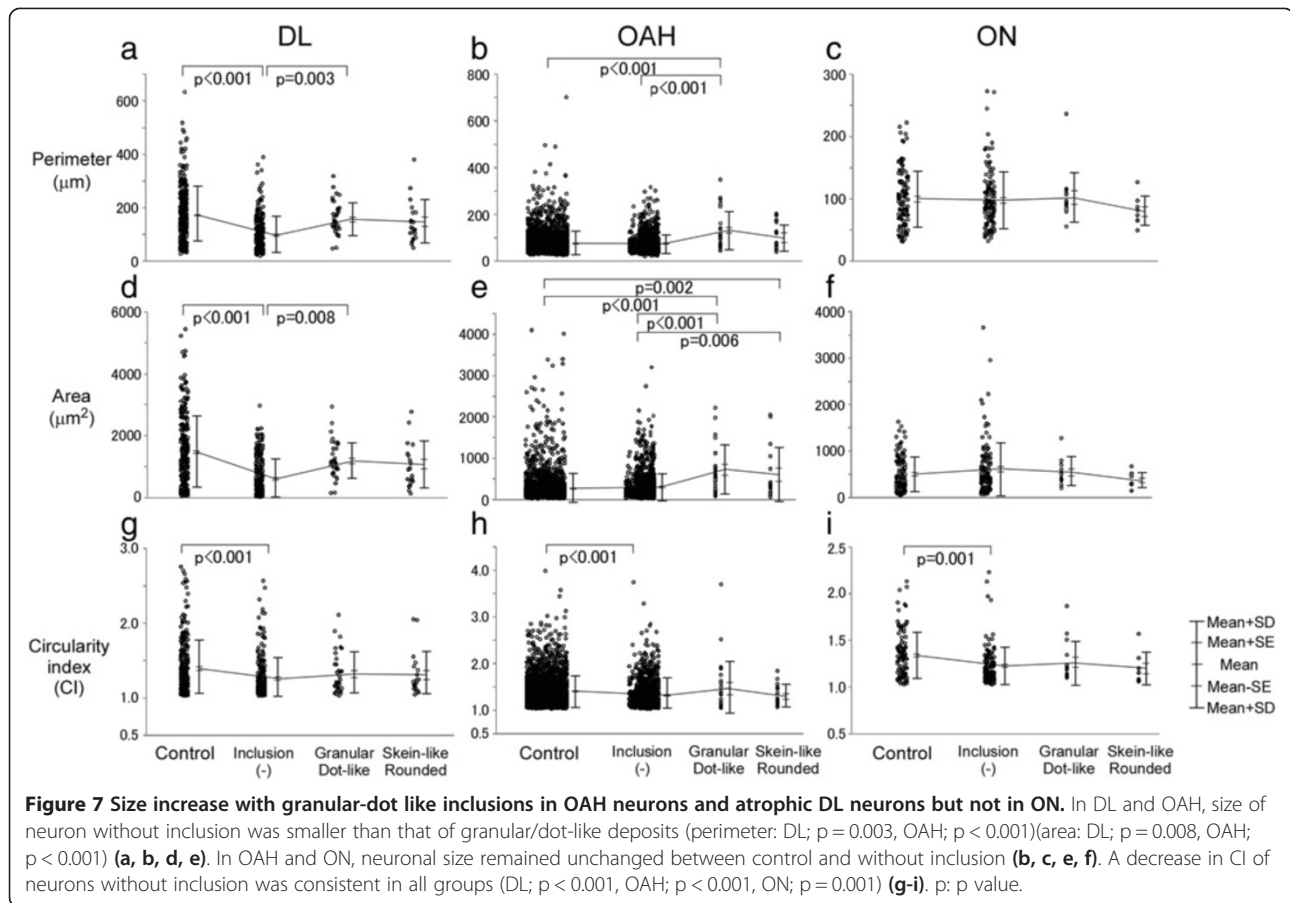 DL OAH ON
a b c
p<0.001 p=0.003
p<0.001
p<0.001
600
400
200
0
800
600
400
200
0
300
200
100
0
Perimeter
(μm)
d e f
p<0.001 p=0.008
p=0.002
p<0.001
p<0.001
p=0.006
6000
4000
2000
0
4000
3000
2000
1000
500
0
4000
3000
2000
1000
500
0
Area
(μm²)
g h i
p<0.001
p<0.001
p=0.001
3.0
2.0
1.0
0.5
4.0
3.0
2.0
1.5
1.0
0.5
2.5
2.0
1.5
1.0
0.5
Circularity
index
(CI)
Mean+SD
Mean+SE
Mean
Mean-SE
Mean+SD
Control Inclusion (-) Granular Dot-like Skein-like Rounded
Control Inclusion (-) Granular Dot-like Skein-like Rounded
Control Inclusion (-) Granular Dot-like Skein-like Rounded
Figure 7 Size increase with granular-dot like inclusions in OAH neurons and atrophic DL neurons but not in ON. In DL and OAH, size of
neuron without inclusion was smaller than that of granular/dot-like deposits (perimeter: DL; p = 0.003, OAH; p < 0.001)(area: DL; p = 0.008, OAH;
p < 0.001) (a, b, d, e). In OAH and ON, neuronal size remained unchanged between control and without inclusion (b, c, e, f). A decrease in CI of
neurons without inclusion was consistent in all groups (DL; p < 0.001, OAH; p < 0.001, ON; p = 0.001) (g-i). p: p value.